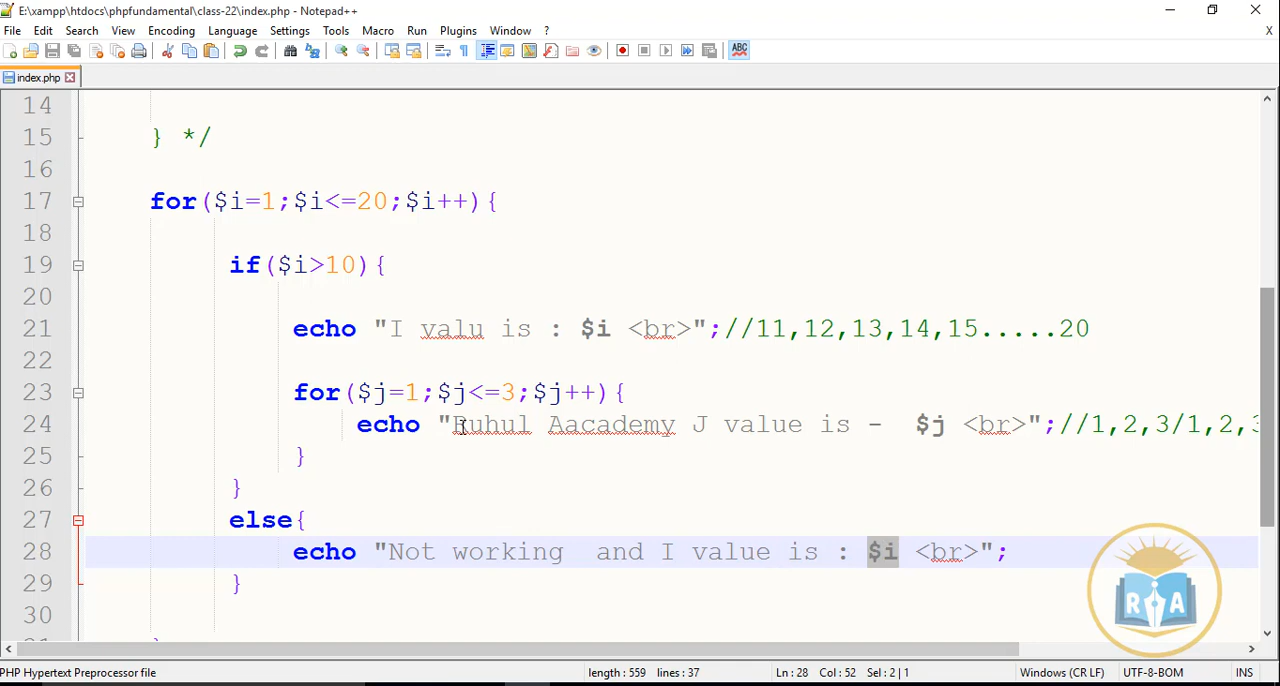 E:\xampp\htdocs\phpfundamental\class-22\index.php - Notepad++
File Edit Search View Encoding Language Settings Tools Macro Run Plugins Window ? X
ABC
index.php
14
15 } */
16
17 for($i=1;$i<=20;$i++){
18
19 if($i>10){
20
21 echo "I valu is : $i <br>";//11,12,13,14,15.....20
22
23 for($j=1;$j<=3;$j++){
24 echo "Ruhul Aacademy J value is - $j <br>";//1,2,3/1,2,3
25 }
26 }
27 else{
28 echo "Not working and I value is : $i <br>";
29 }
30
R A
PHP Hypertext Preprocessor file length : 559 lines : 37 Ln : 28 Col : 52 Sel : 2 | 1 Windows (CR LF) UTF-8-BOM INS